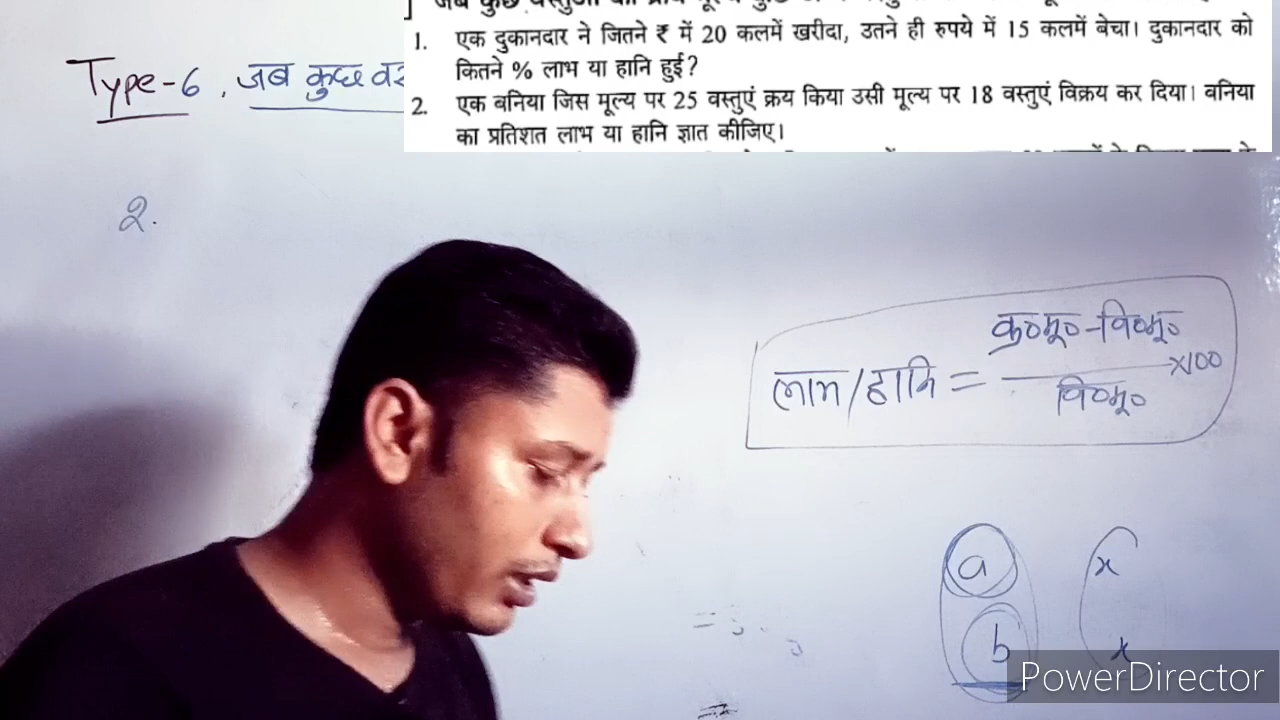 1. एक दुकानदार ने जितने ₹ में 20 कलमें खरीदा, उतने ही रुपये में 15 कलमें बेचा। दुकानदार को
कितने % लाभ या हानि हुई?
2. एक बनिया जिस मूल्य पर 25 वस्तुएं क्रय किया उसी मूल्य पर 18 वस्तुएं विक्रय कर दिया। बनिया
का प्रतिशत लाभ या हानि ज्ञात कीजिए।
Type-6, जब कुछ
2.
लाभ/हानि = क्र०मू०-वि०मू०
×100
वि०मू०
a x
b x
PowerDirector